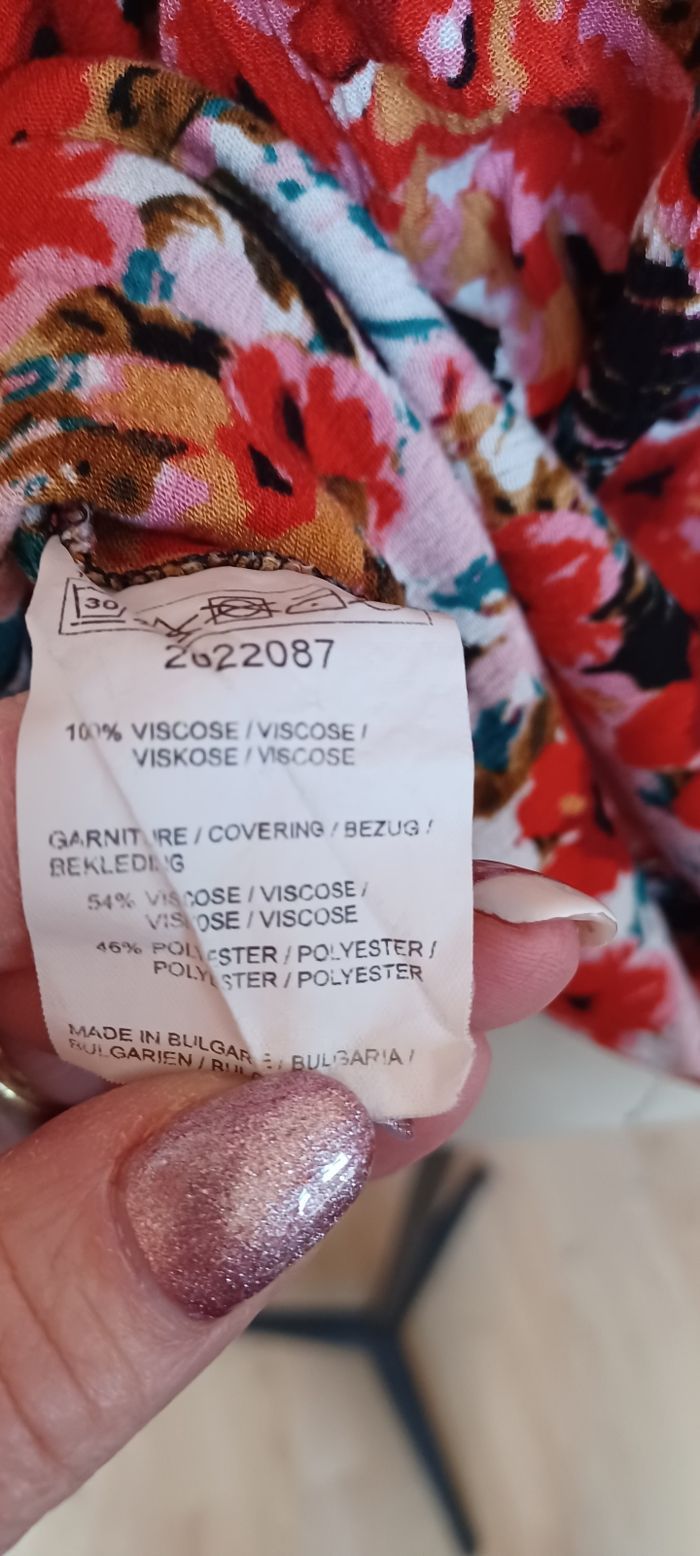 30
2622087
100% VISCOSE / VISCOSE /
VISKOSE / VISCOSE
GARNITURE / COVERING / BEZUG /
BEKLEDING
54% VISCOSE / VISCOSE /
VISKOSE / VISCOSE
46% POLYESTER / POLYESTER /
POLYESTER / POLYESTER
MADE IN BULGARIE / BULGARIA /
BULGARIEN /